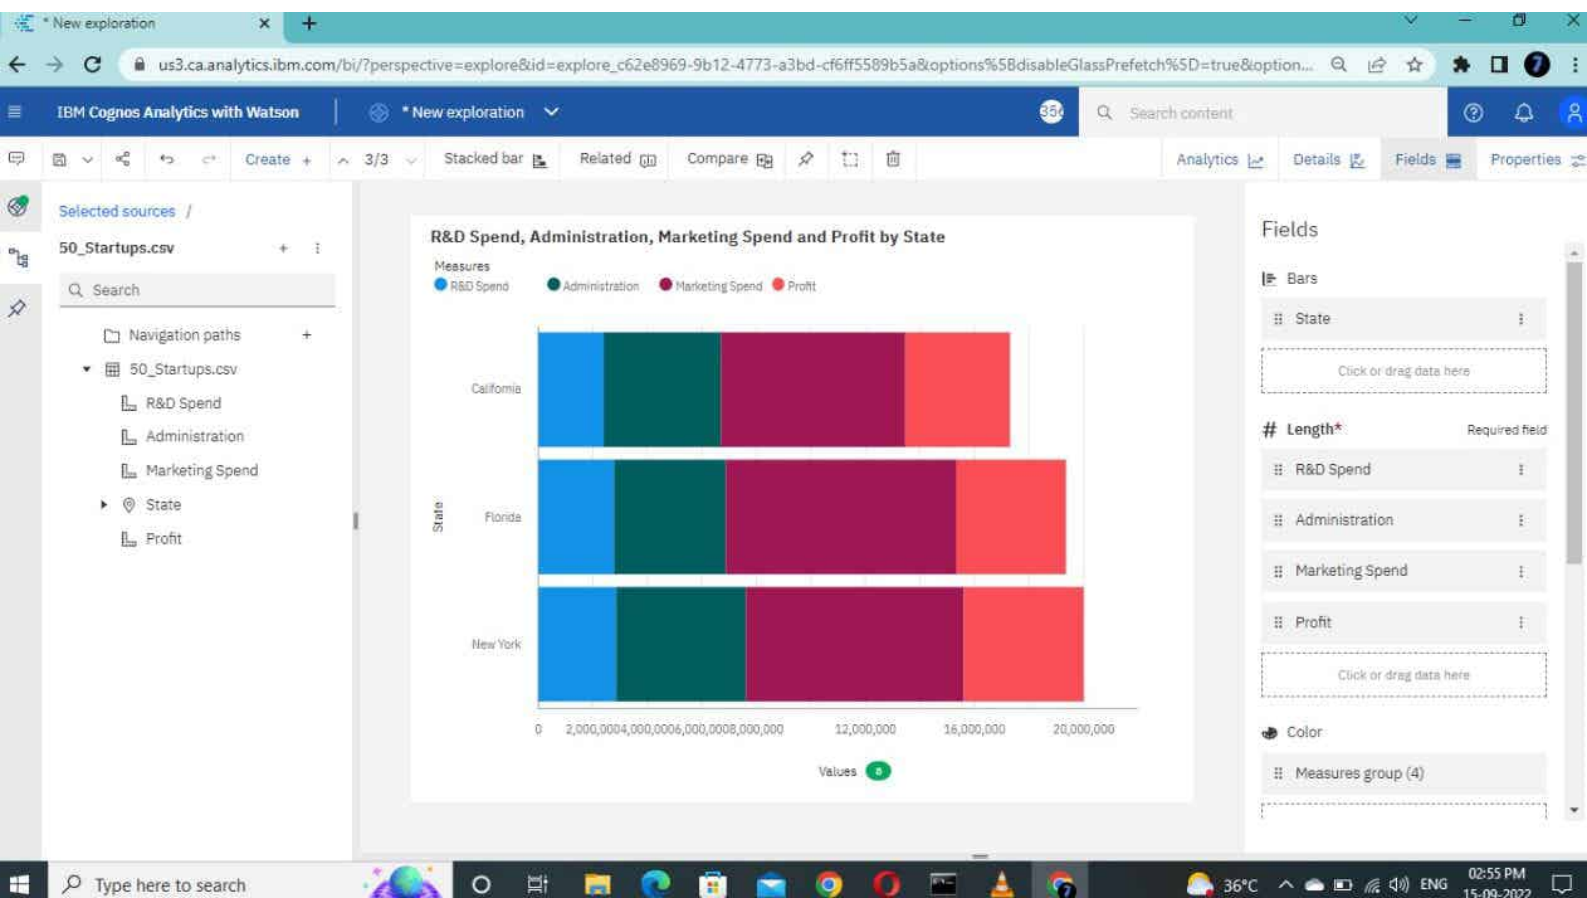 * New exploration
us3.ca.analytics.ibm.com/bi/?perspective=explore&id=explore_c62e8969-9b12-4773-a3bd-cf6ff5589b5a&options%5BdisableGlassPrefetch%5D=true&option...
IBM Cognos Analytics with Watson
* New exploration
Search content
Create +
3/3
Stacked bar
Related
Compare
Analytics
Details
Fields
Properties
Selected sources /
50_Startups.csv
Search
Navigation paths
50_Startups.csv
R&D Spend
Administration
Marketing Spend
State
Profit
R&D Spend, Administration, Marketing Spend and Profit by State
Measures
R&D Spend Administration Marketing Spend Profit
California
Florida
New York
State
0 2,000,0004,000,0006,000,0008,000,000 12,000,000 16,000,000 20,000,000
Values
Fields
Bars
State
Click or drag data here
# Length* Required field
R&D Spend
Administration
Marketing Spend
Profit
Click or drag data here
Color
Measures group (4)
Type here to search
36°C
ENG
02:55 PM
15-09-2022